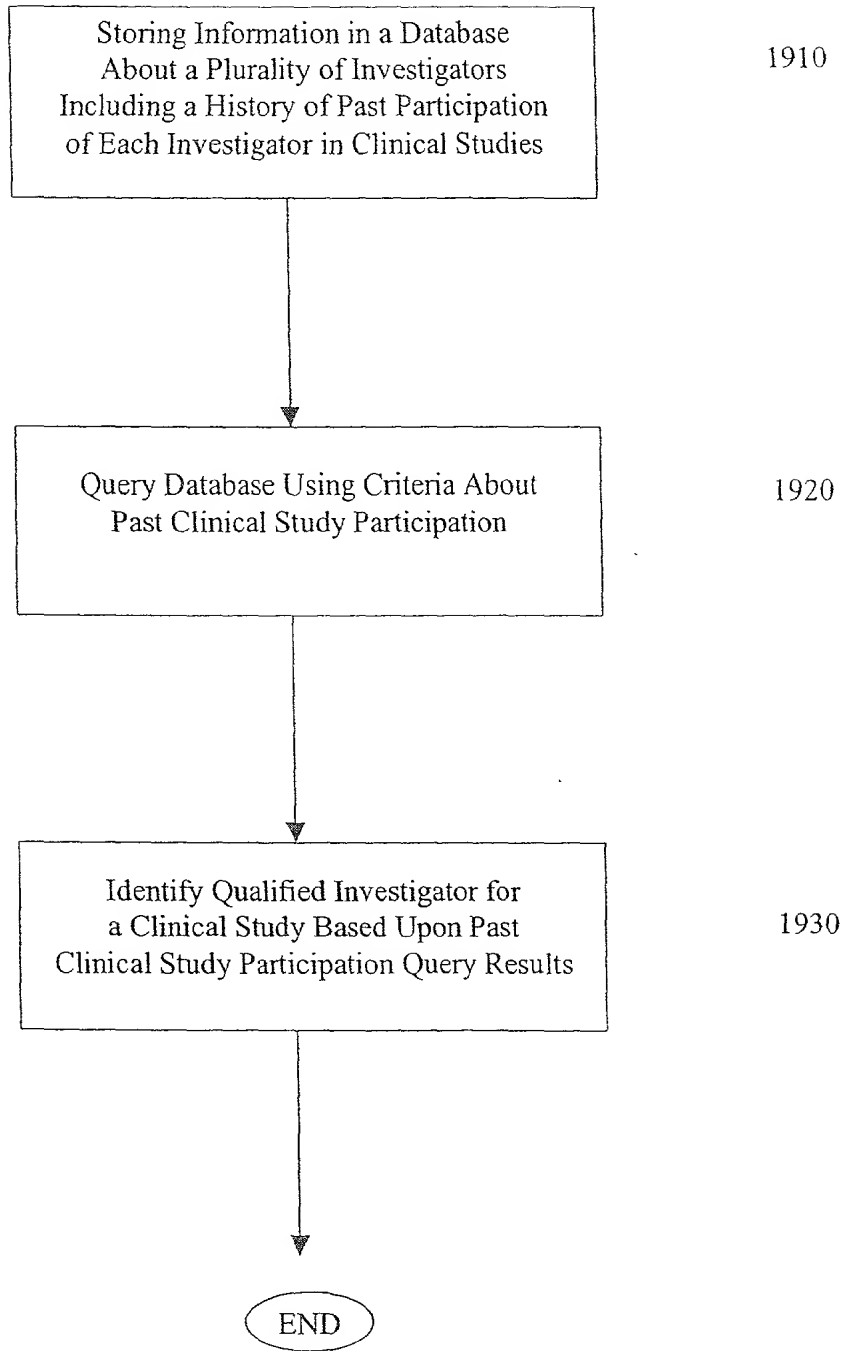 Storing Information in a Database
About a Plurality of Investigators
Including a History of Past Participation
of Each Investigator in Clinical Studies
1910
Query Database Using Criteria About
Past Clinical Study Participation
1920
Identify Qualified Investigator for
a Clinical Study Based Upon Past
Clinical Study Participation Query Results
1930
END